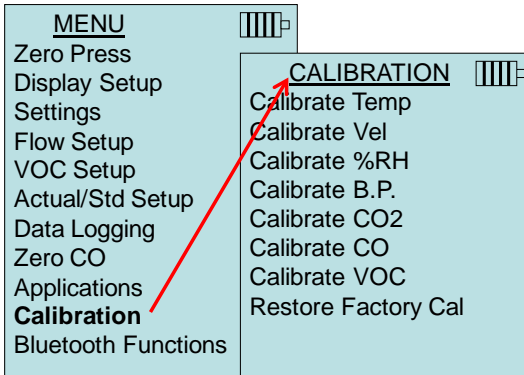 MENU
Zero Press
Display Setup
Settings
Flow Setup
VOC Setup
Actual/Std Setup
Data Logging
Zero CO
Applications
Calibration
Bluetooth Functions
CALIBRATION
Calibrate Temp
Calibrate Vel
Calibrate %RH
Calibrate B.P.
Calibrate CO2
Calibrate CO
Calibrate VOC
Restore Factory Cal